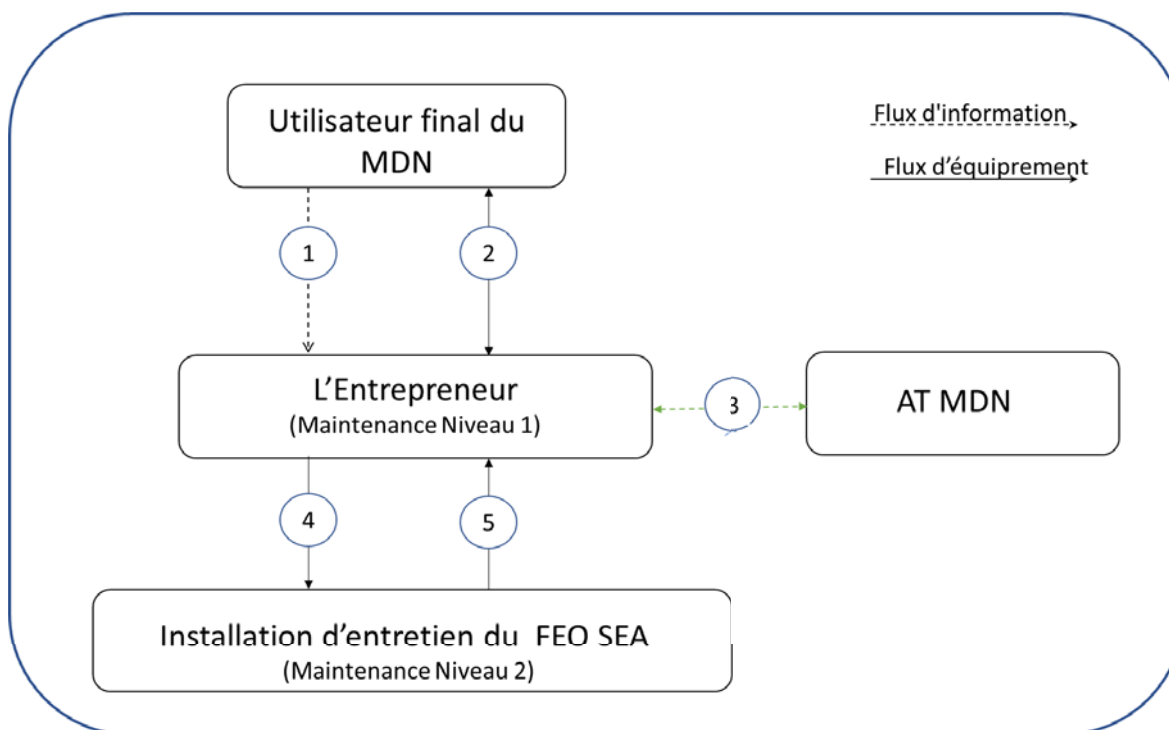 Utilisateur final du
MDN
Flux d'information
Flux d’équiprement
1
2
L’Entrepreneur
(Maintenance Niveau 1)
3
AT MDN
4
5
Installation d’entretien du FEO SEA
(Maintenance Niveau 2)